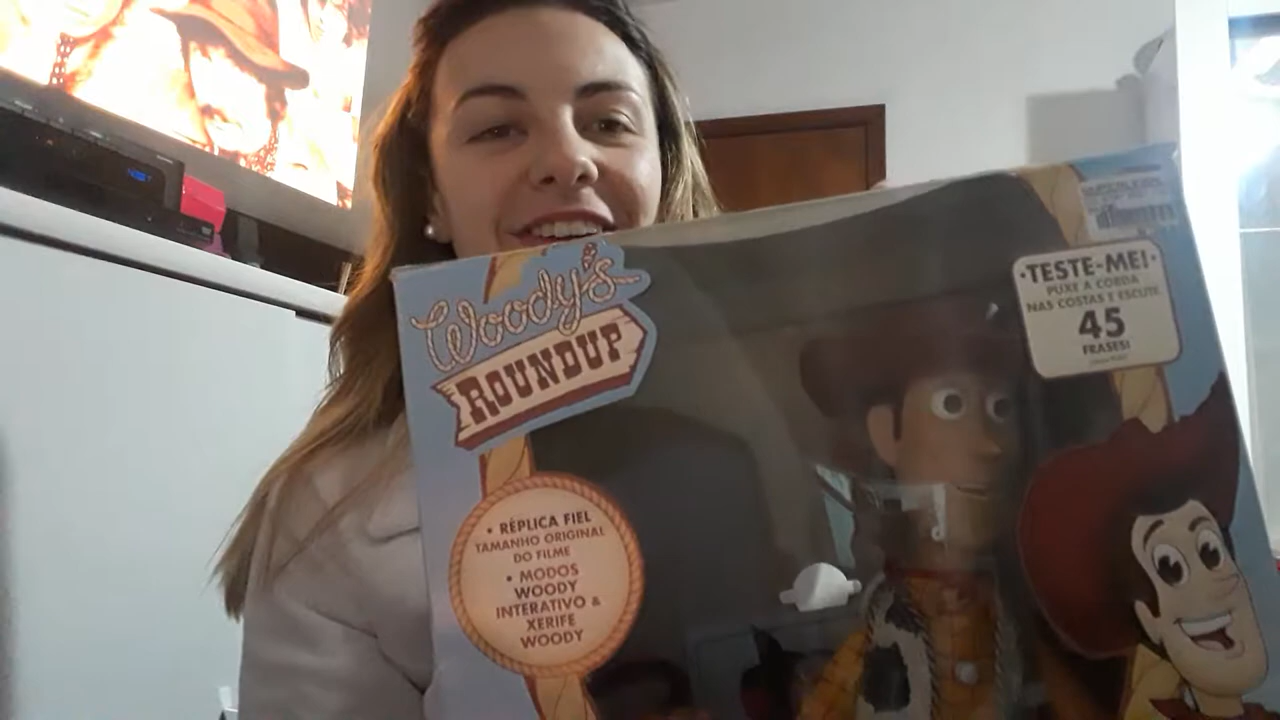 Woody's
ROUNDUP
• TESTE-ME! •
PUXE A CORDA
NAS COSTAS E ESCUTE
45
FRASES!
• RÉPLICA FIEL
TAMANHO ORIGINAL
DO FILME
• MODOS
WOODY
INTERATIVO &
XERIFE
WOODY